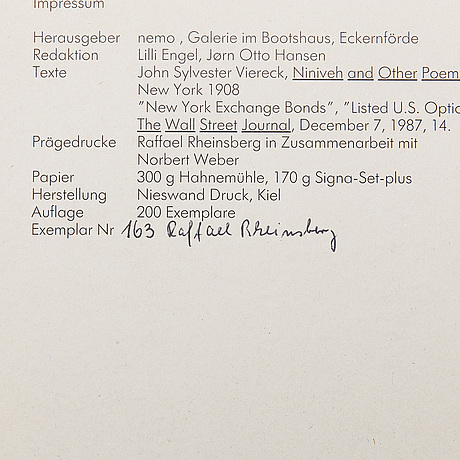 Impressum
Herausgeber nemo , Galerie im Bootshaus, Eckernförde
Redaktion Lilli Engel, Jørn Otto Hansen
Texte John Sylvester Viereck, Niniveh and Other Poem
New York 1908
"New York Exchange Bonds", "Listed U.S. Optic
The Wall Street Journal, December 7, 1987, 14.
Prägedrucke Raffael Rheinsberg in Zusammenarbeit mit
Norbert Weber
Papier 300 g Hahnemühle, 170 g Signa-Set-plus
Herstellung Nieswand Druck, Kiel
Auflage 200 Exemplare
Exemplar Nr 163 Raffael Rheinsberg